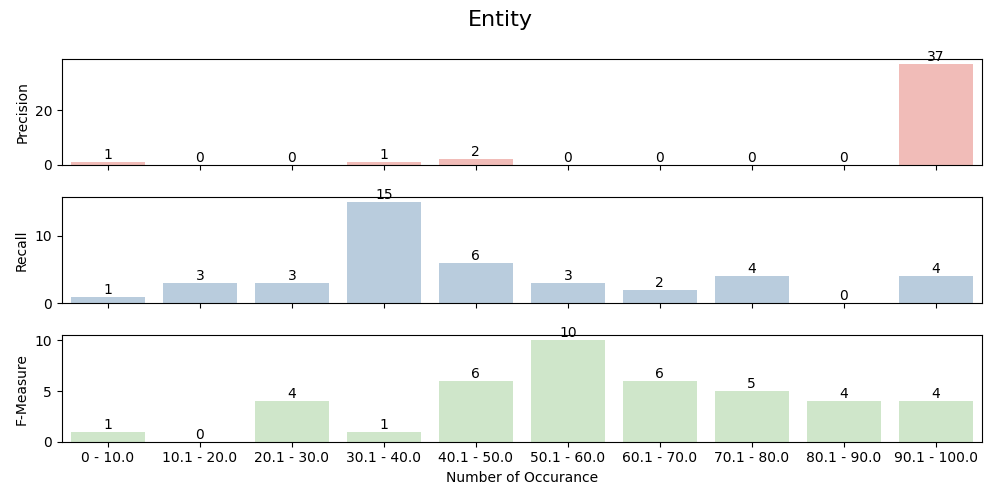 Entity
Precision
20
0
1 0 0 1 2 0 0 0 0 37
Recall
10
0
1 3 3 15 6 3 2 4 0 4
F-Measure
10
5
0
1 0 4 1 6 10 6 5 4 4
0 - 10.0 10.1 - 20.0 20.1 - 30.0 30.1 - 40.0 40.1 - 50.0 50.1 - 60.0 60.1 - 70.0 70.1 - 80.0 80.1 - 90.0 90.1 - 100.0
Number of Occurance